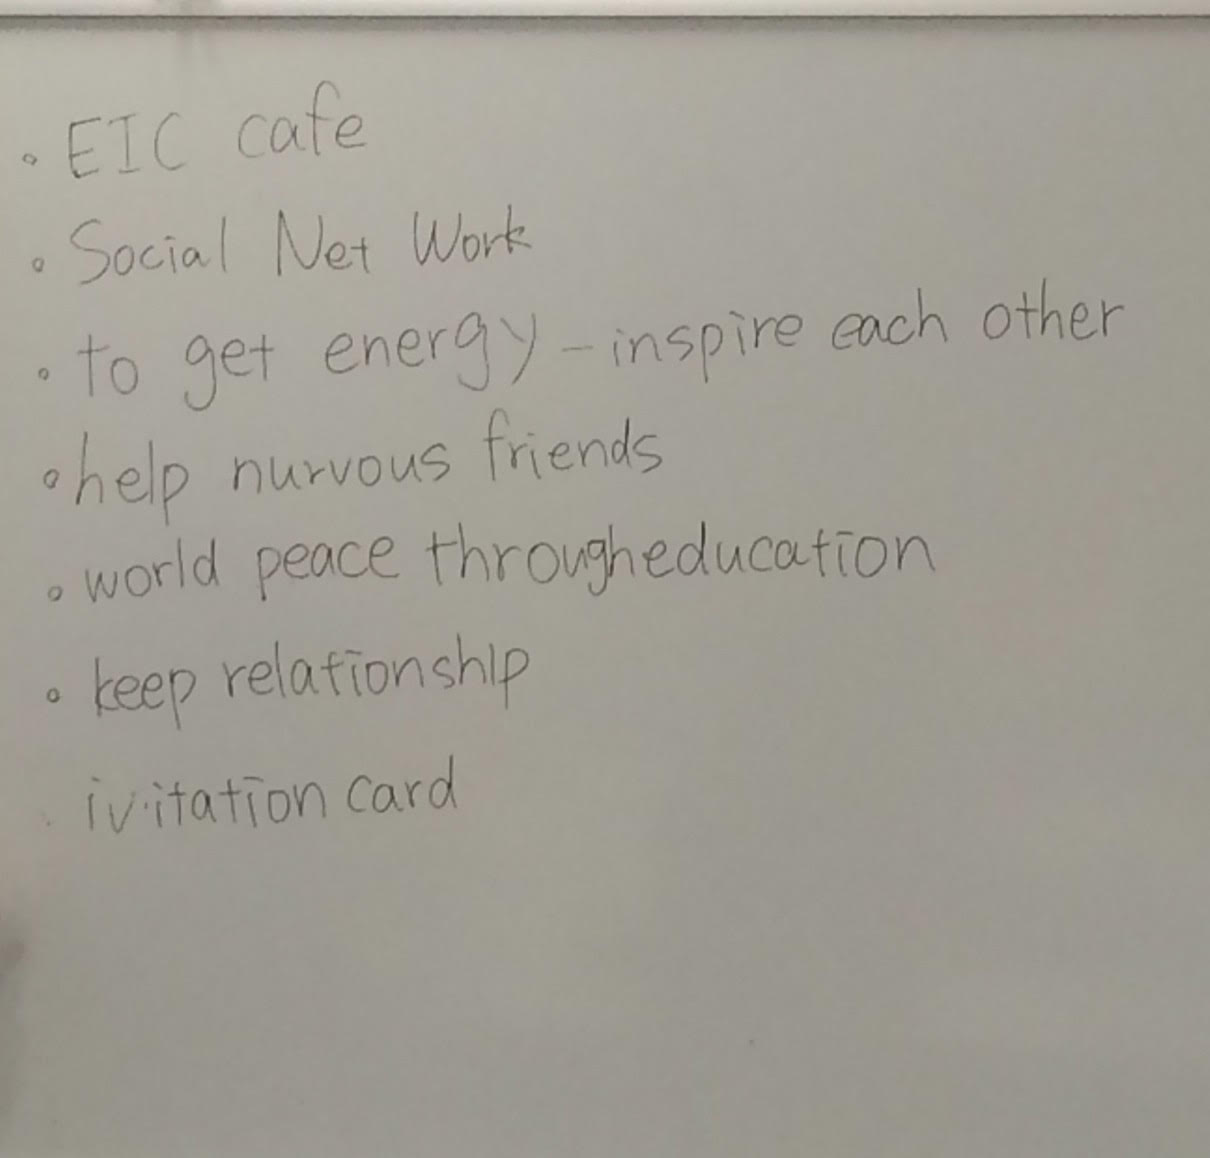 • EIC cafe
• Social Net Work
• to get energy - inspire each other
• help nurvous friends
• world peace througheducation
• keep relationship
• ivitation card